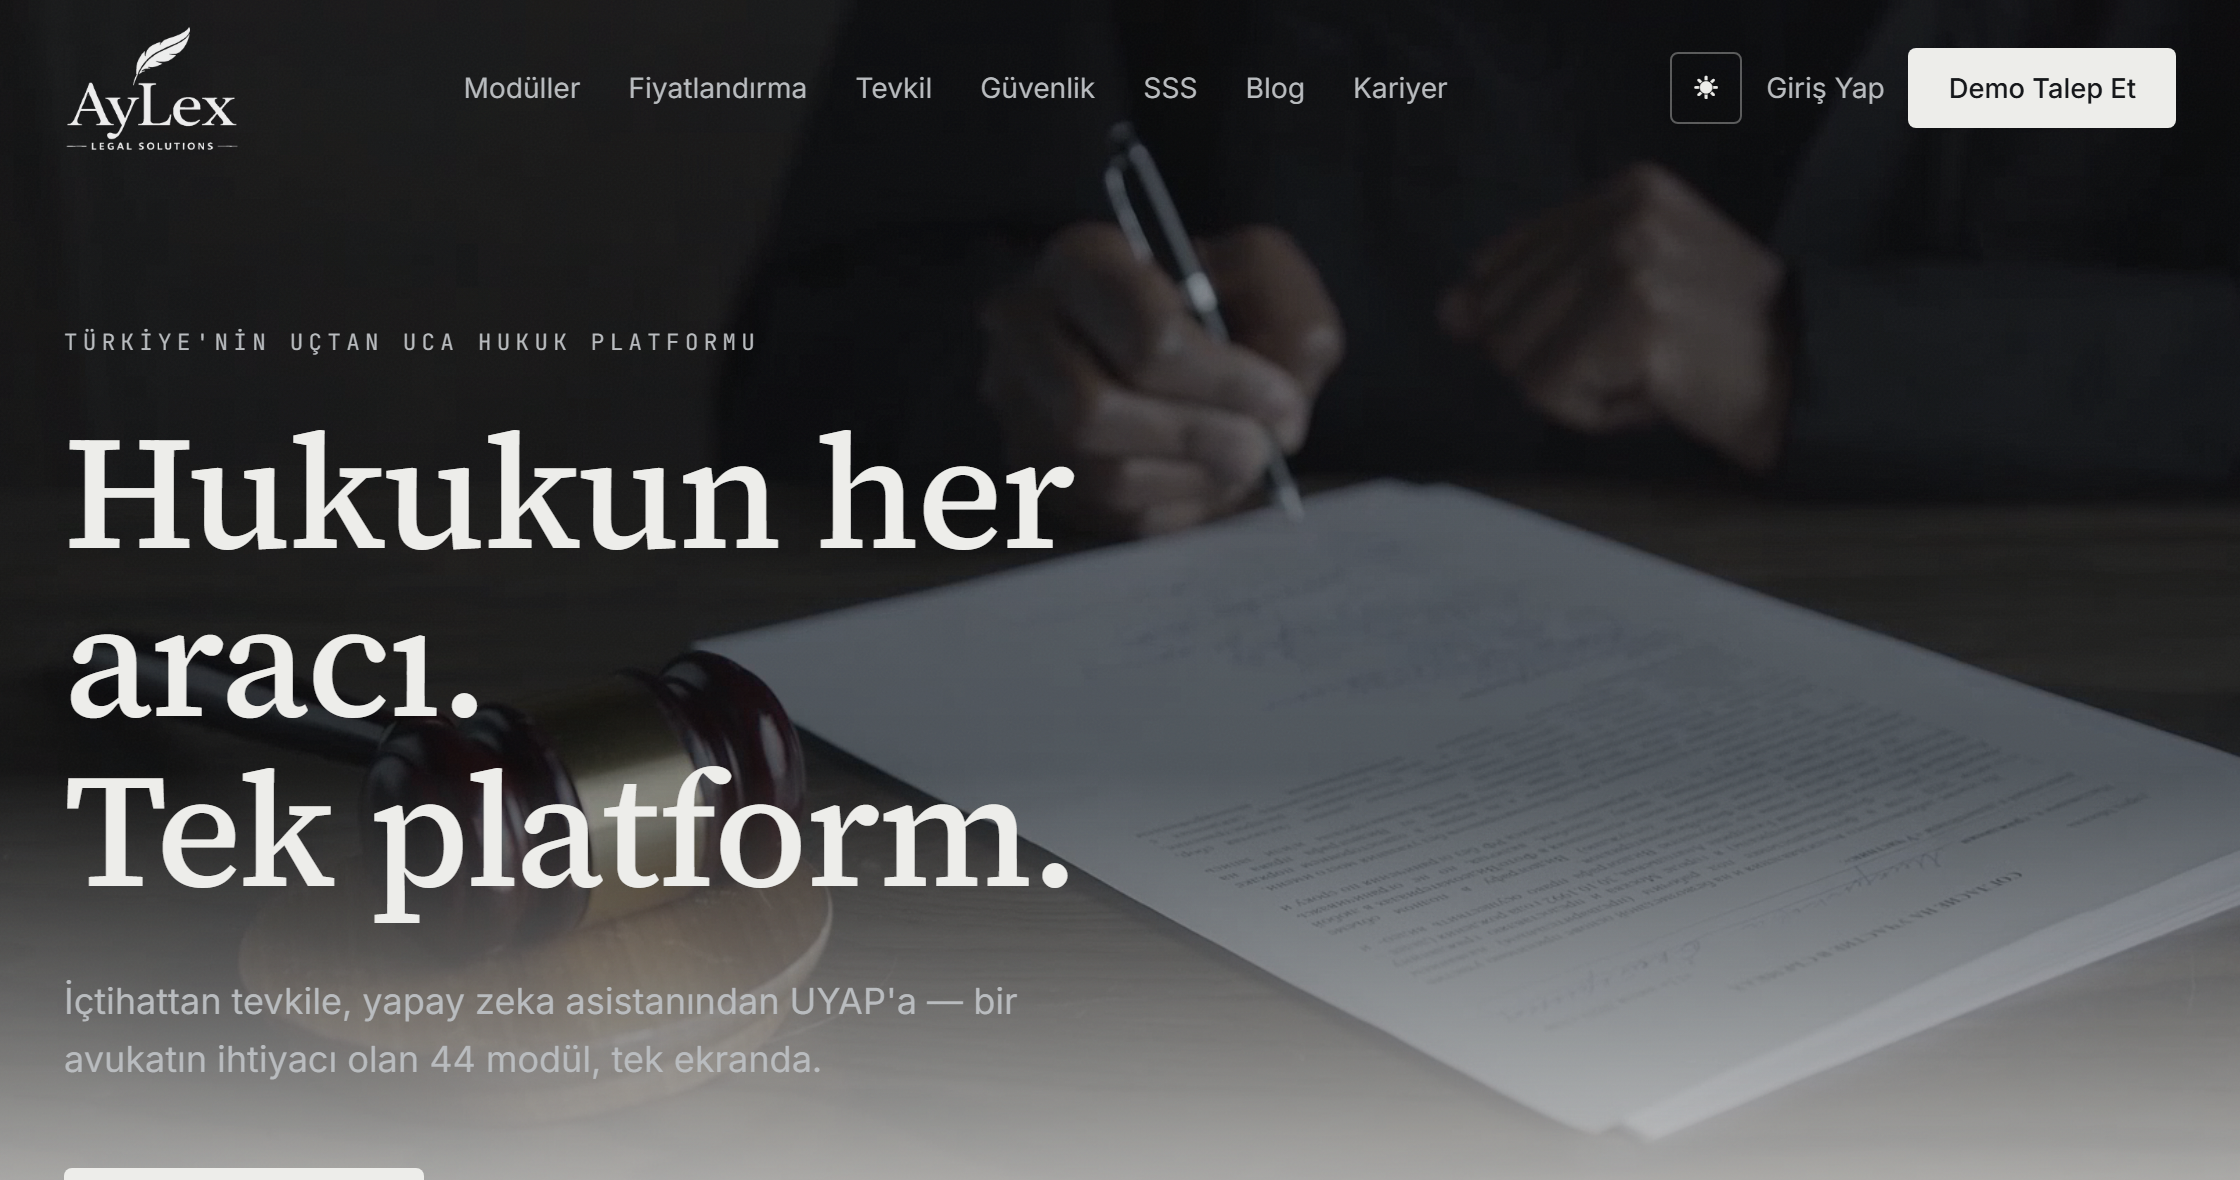 AyLex
LEGAL SOLUTIONS
Modüller
Fiyatlandırma
Tevkil
Güvenlik
SSS
Blog
Kariyer
Giriş Yap
Demo Talep Et
TÜRKİYE'NİN UÇTAN UCA HUKUK PLATFORMU
Hukukun her
aracı.
Tek platform.
İçtihattan tevkile, yapay zeka asistanından UYAP'a — bir
avukatın ihtiyacı olan 44 modül, tek ekranda.